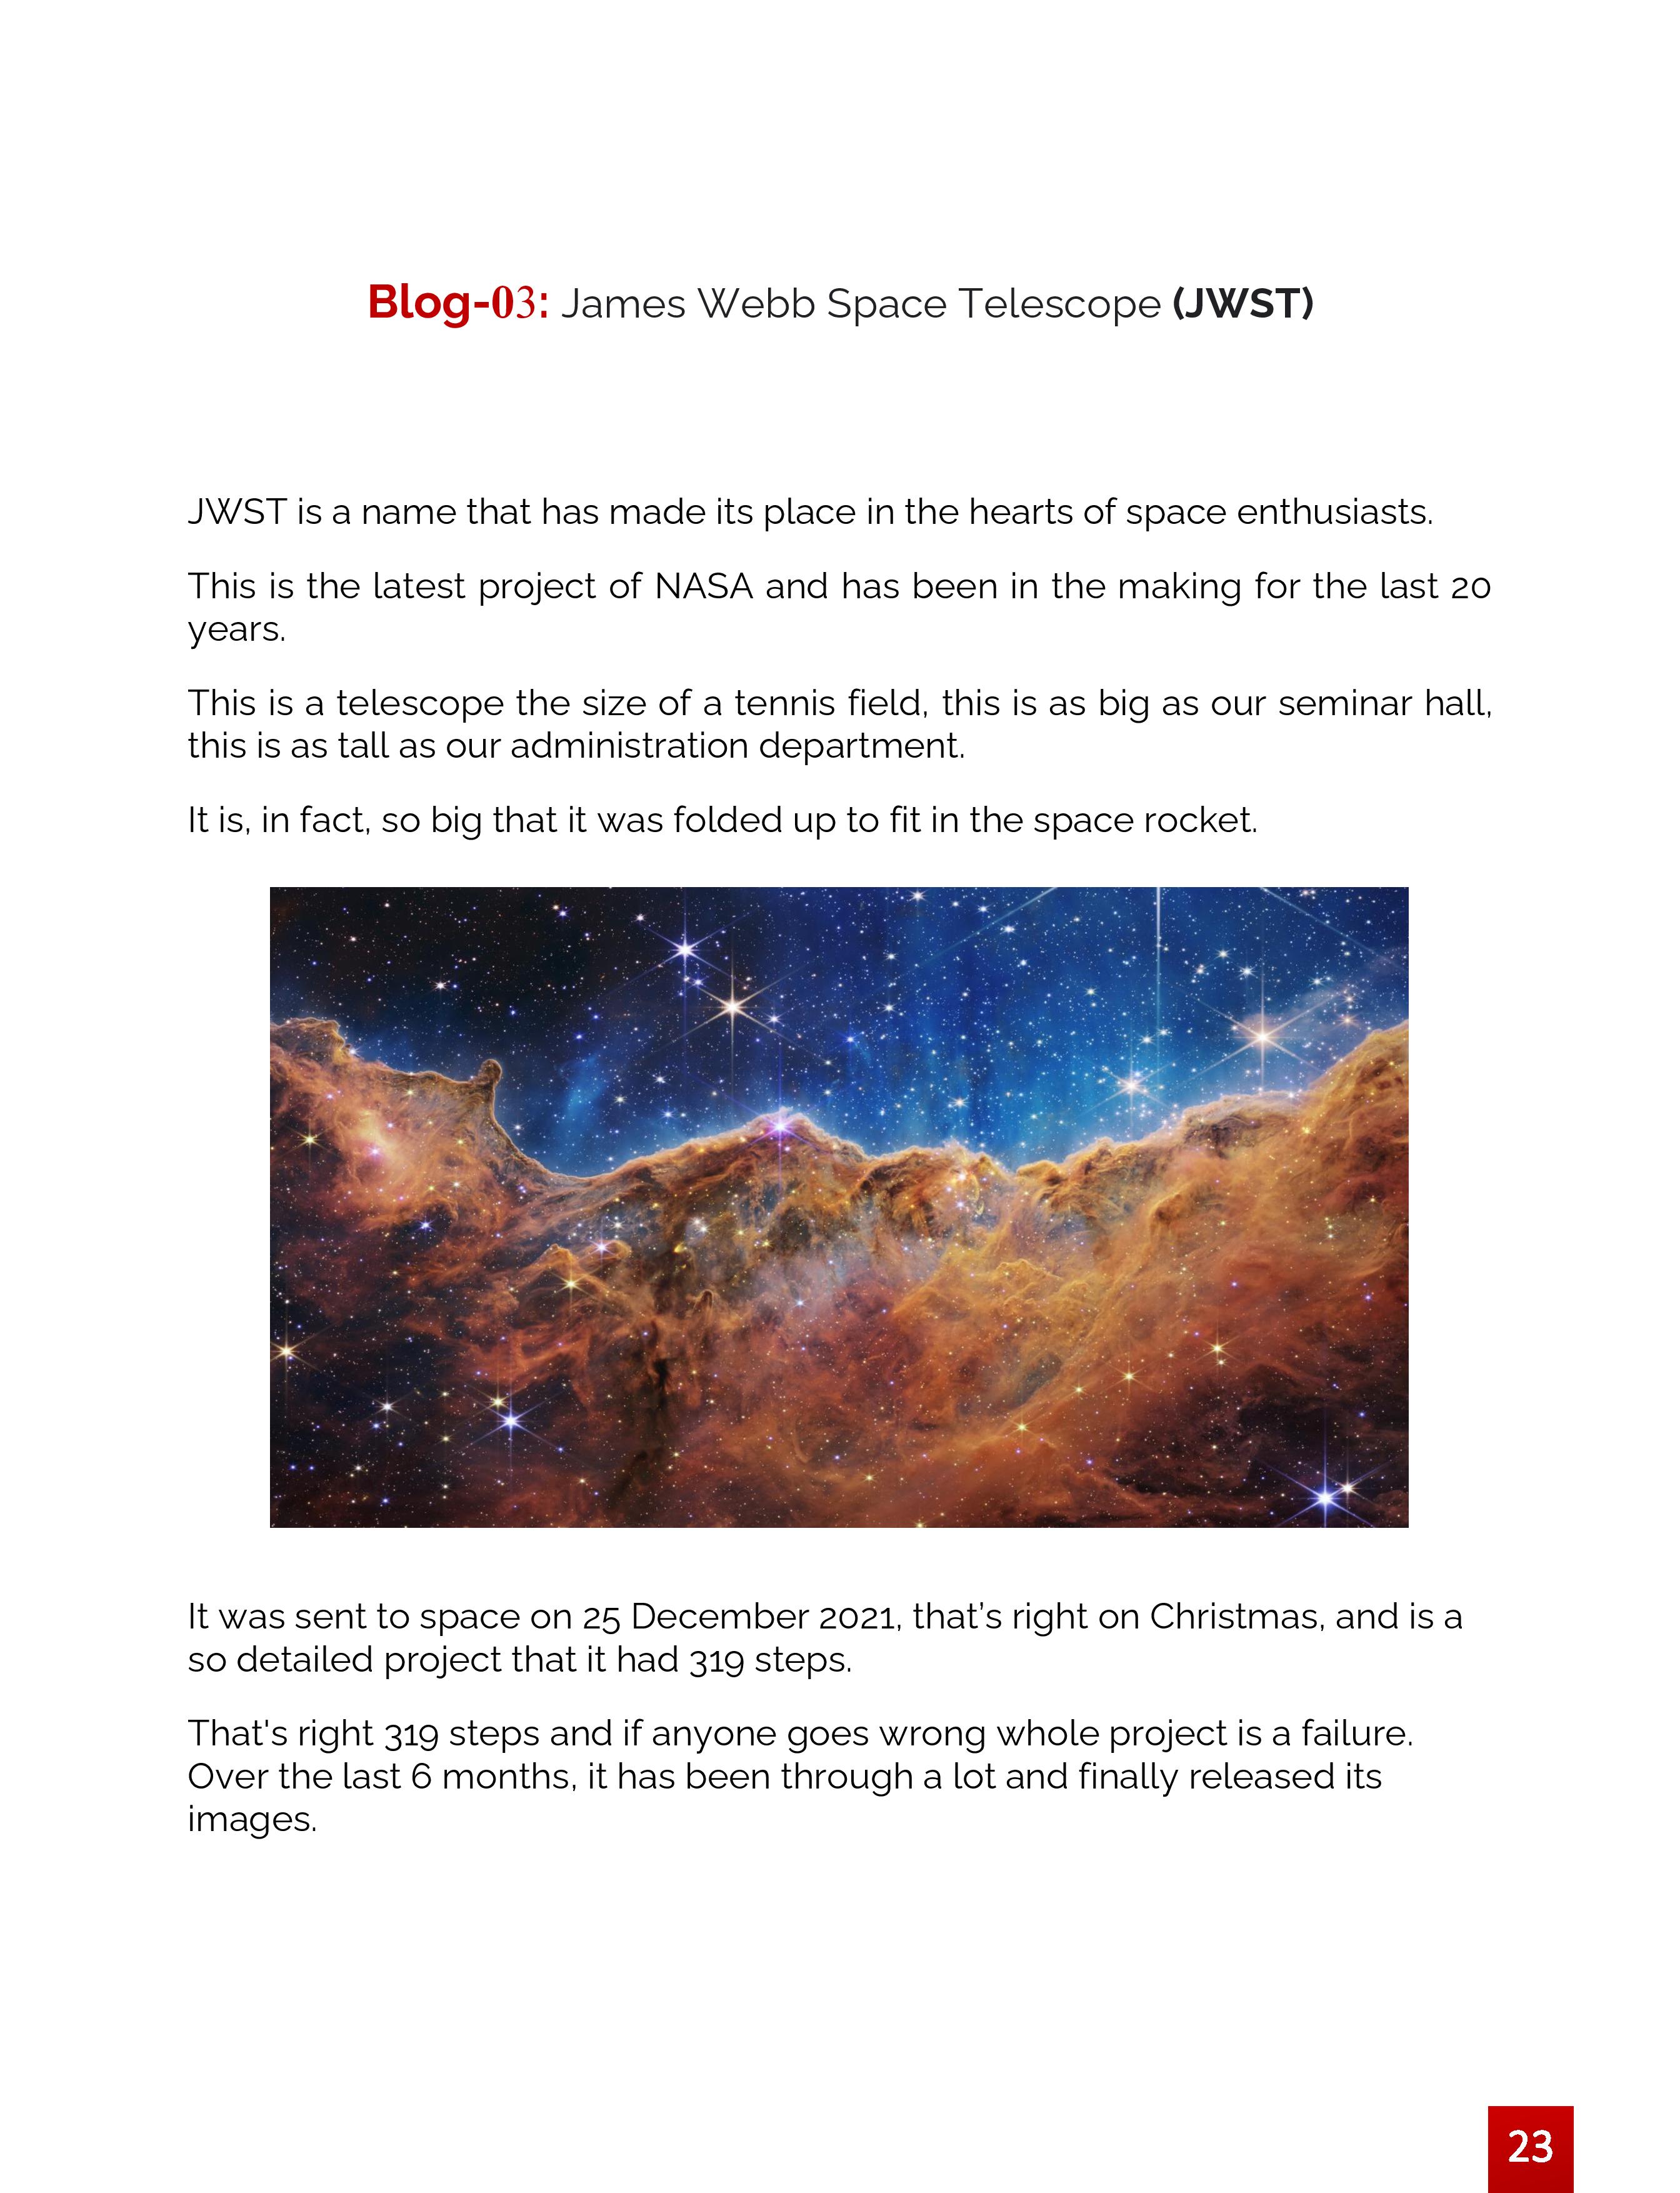 Blog-03: James Webb Space Telescope (JWST)
JWST is a name that has made its place in the hearts of space enthusiasts.
This is the latest project of NASA and has been in the making for the last 20
years.
This is a telescope the size of a tennis field, this is as big as our seminar hall,
this is as tall as our administration department.
It is, in fact, so big that it was folded up to fit in the space rocket.
It was sent to space on 25 December 2021, that’s right on Christmas, and is a
so detailed project that it had 319 steps.
That's right 319 steps and if anyone goes wrong whole project is a failure.
Over the last 6 months, it has been through a lot and finally released its
images.
23